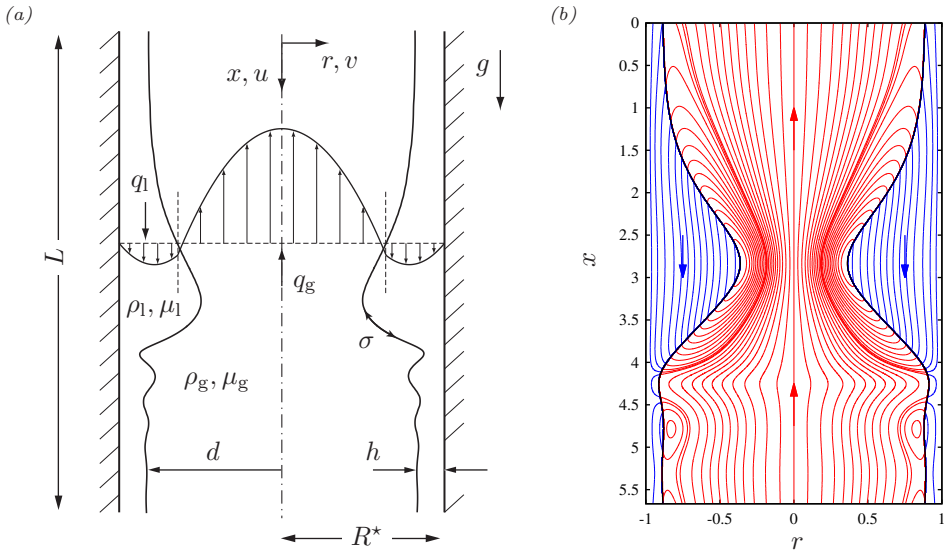 (a)
x, u
r, v
g
q_l
L
q_g
ρ_l, μ_l
σ
ρ_g, μ_g
d
h
R⋆
(b)
0
0.5
1
1.5
2
2.5
3
3.5
4
4.5
5
5.5
x
-1 -0.5 0 0.5 1
r